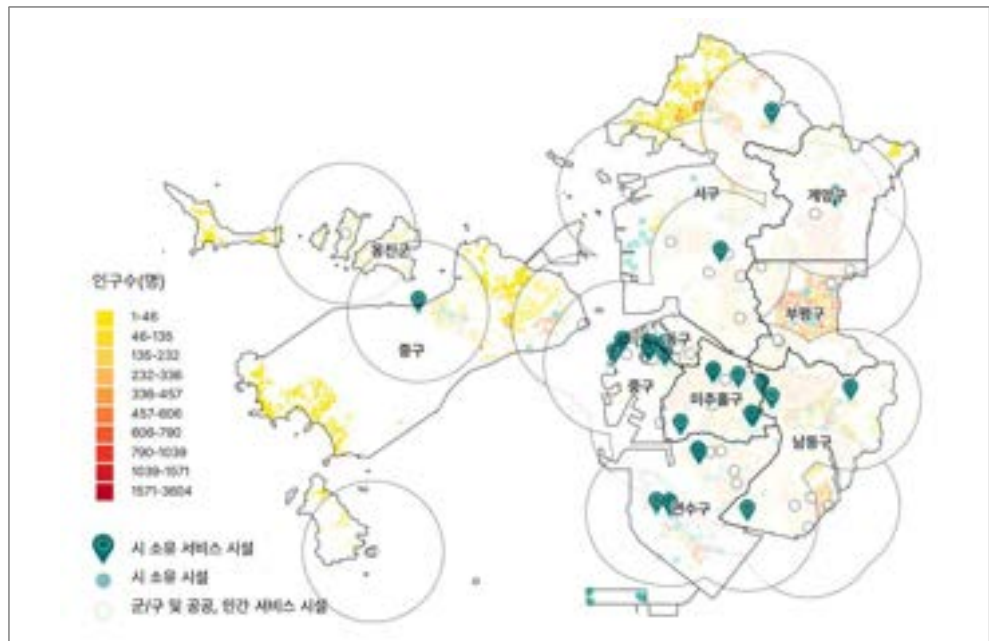 서구
계양구
옹진군
인구수(명)
1-46
46-135
135-232
232-336
336-457
457-606
606-790
790-1039
1039-1571
1571-3604
부평구
중구
동구
중구
미추홀구
남동구
연수구
시 소유 서비스 시설
시 소유 시설
군/구 및 공공, 민간 서비스 시설